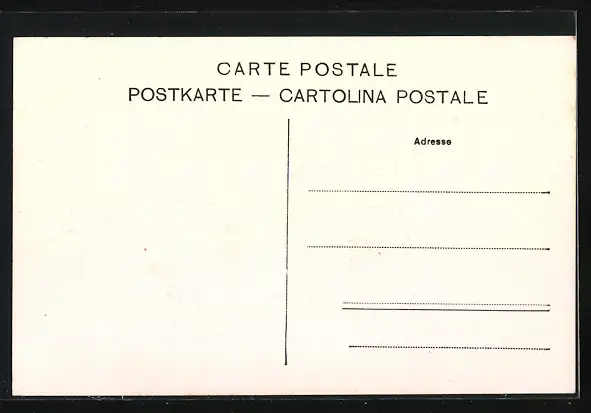 CARTE POSTALE
POSTKARTE — CARTOLINA POSTALE
Adresse